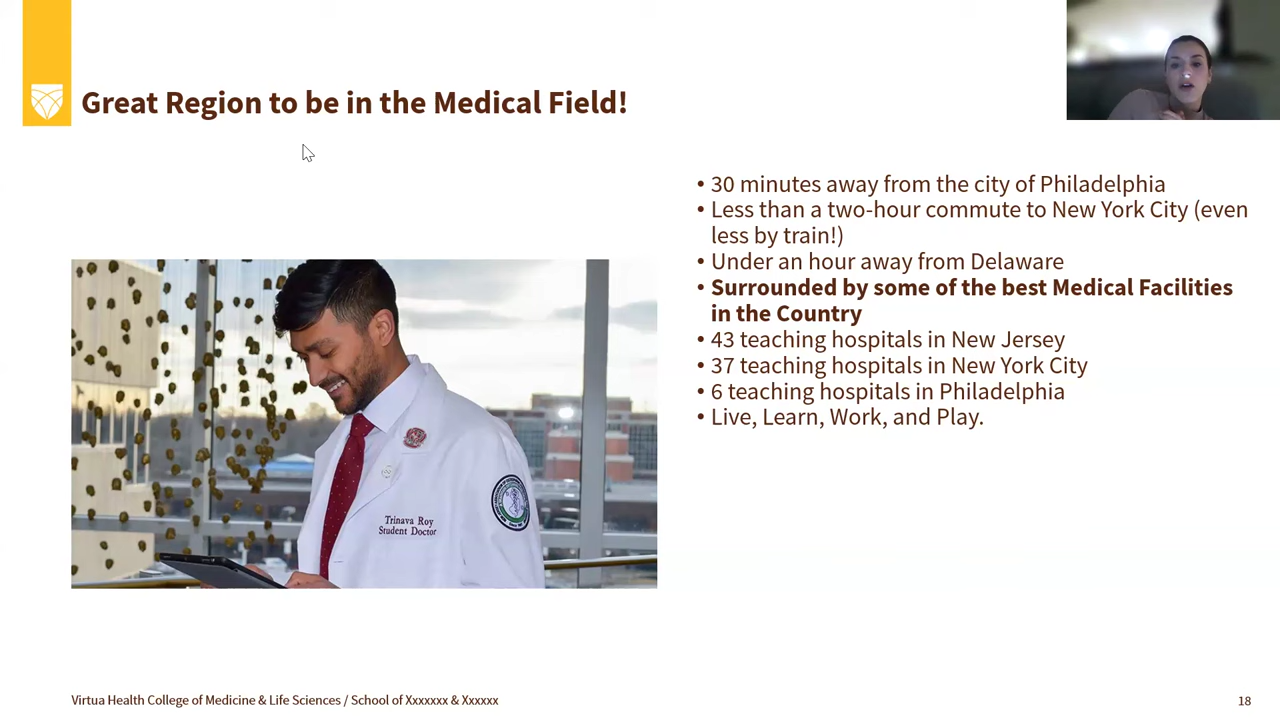 Great Region to be in the Medical Field!
• 30 minutes away from the city of Philadelphia
• Less than a two-hour commute to New York City (even
less by train!)
• Under an hour away from Delaware
• Surrounded by some of the best Medical Facilities
in the Country
• 43 teaching hospitals in New Jersey
• 37 teaching hospitals in New York City
• 6 teaching hospitals in Philadelphia
• Live, Learn, Work, and Play.
Trinava Roy
Student Doctor
Virtua Health College of Medicine & Life Sciences / School of Xxxxxxx & Xxxxxx
18